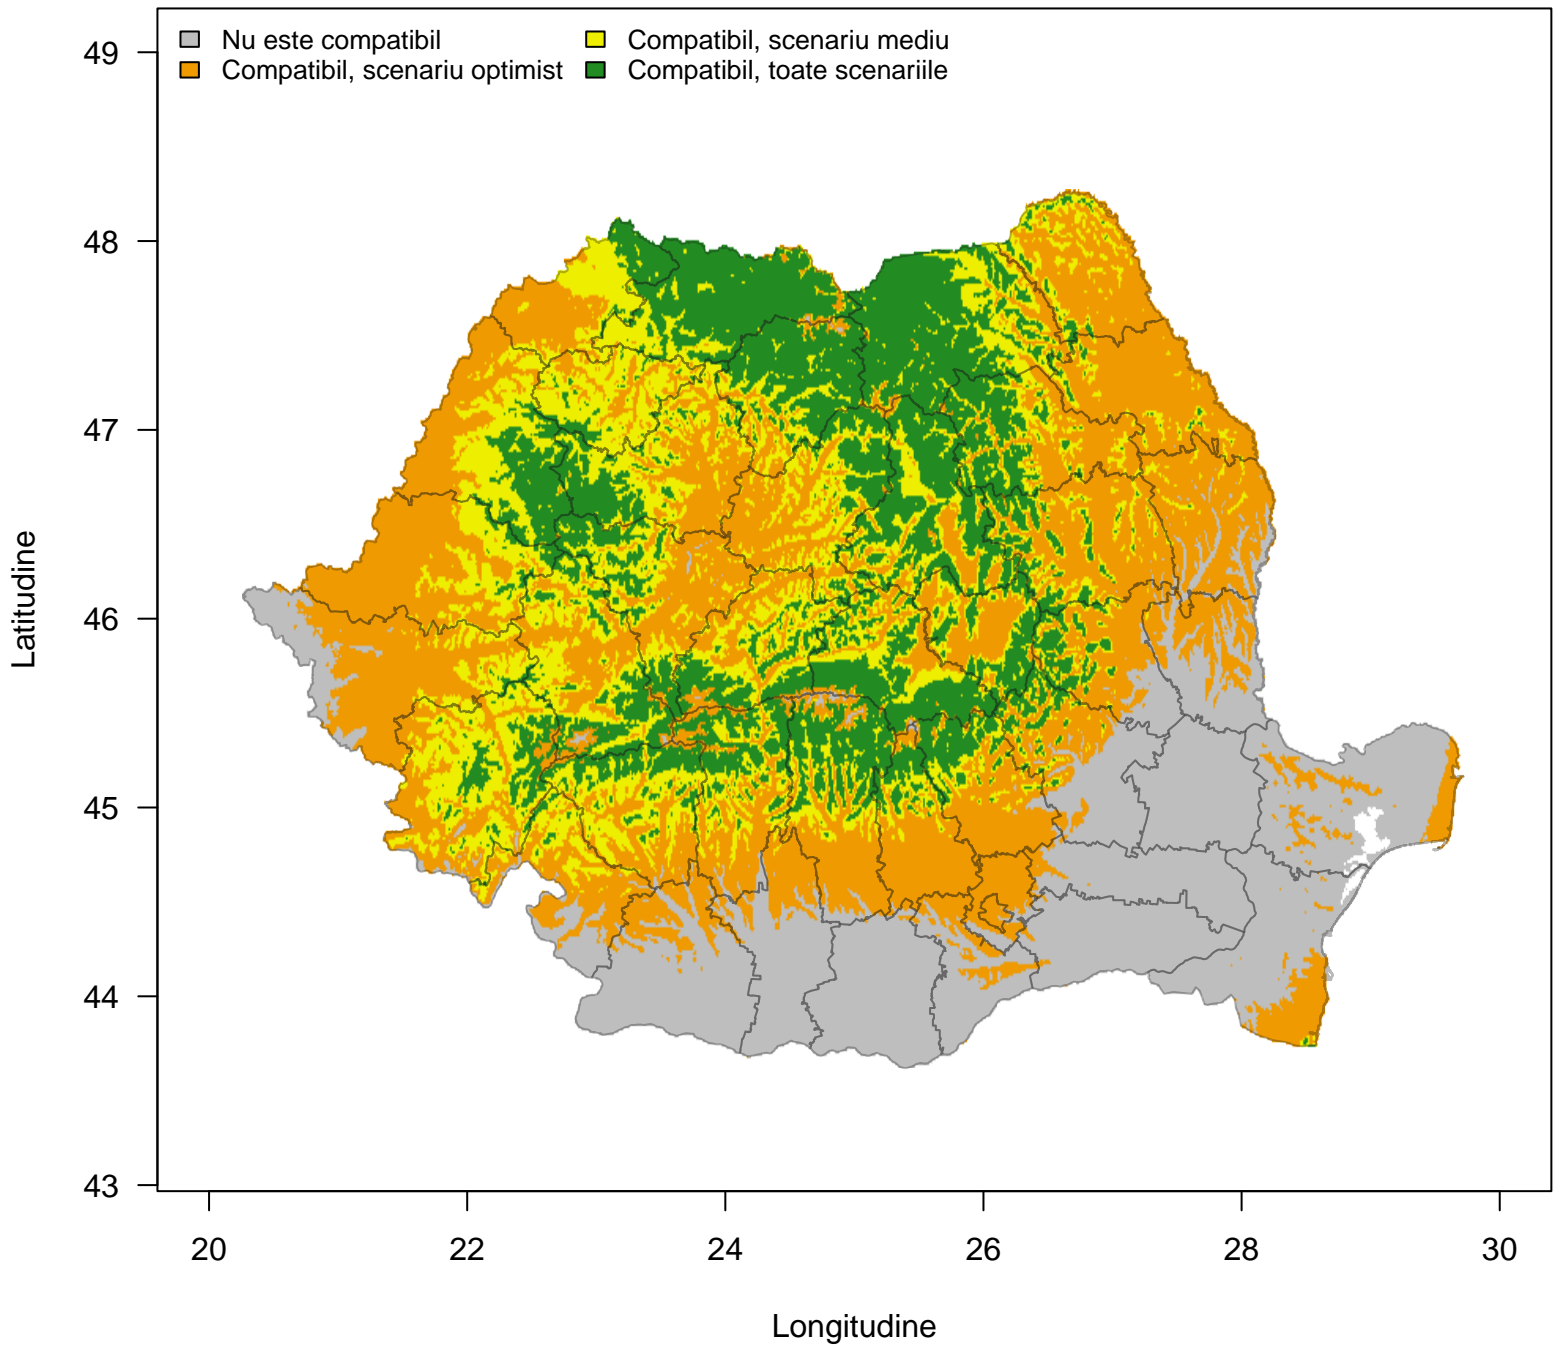 Nu este compatibil
Compatibil, scenariu optimist
Compatibil, scenariu mediu
Compatibil, toate scenariile
49
48
47
46
45
44
43
Latitudine
20 22 24 26 28 30
Longitudine